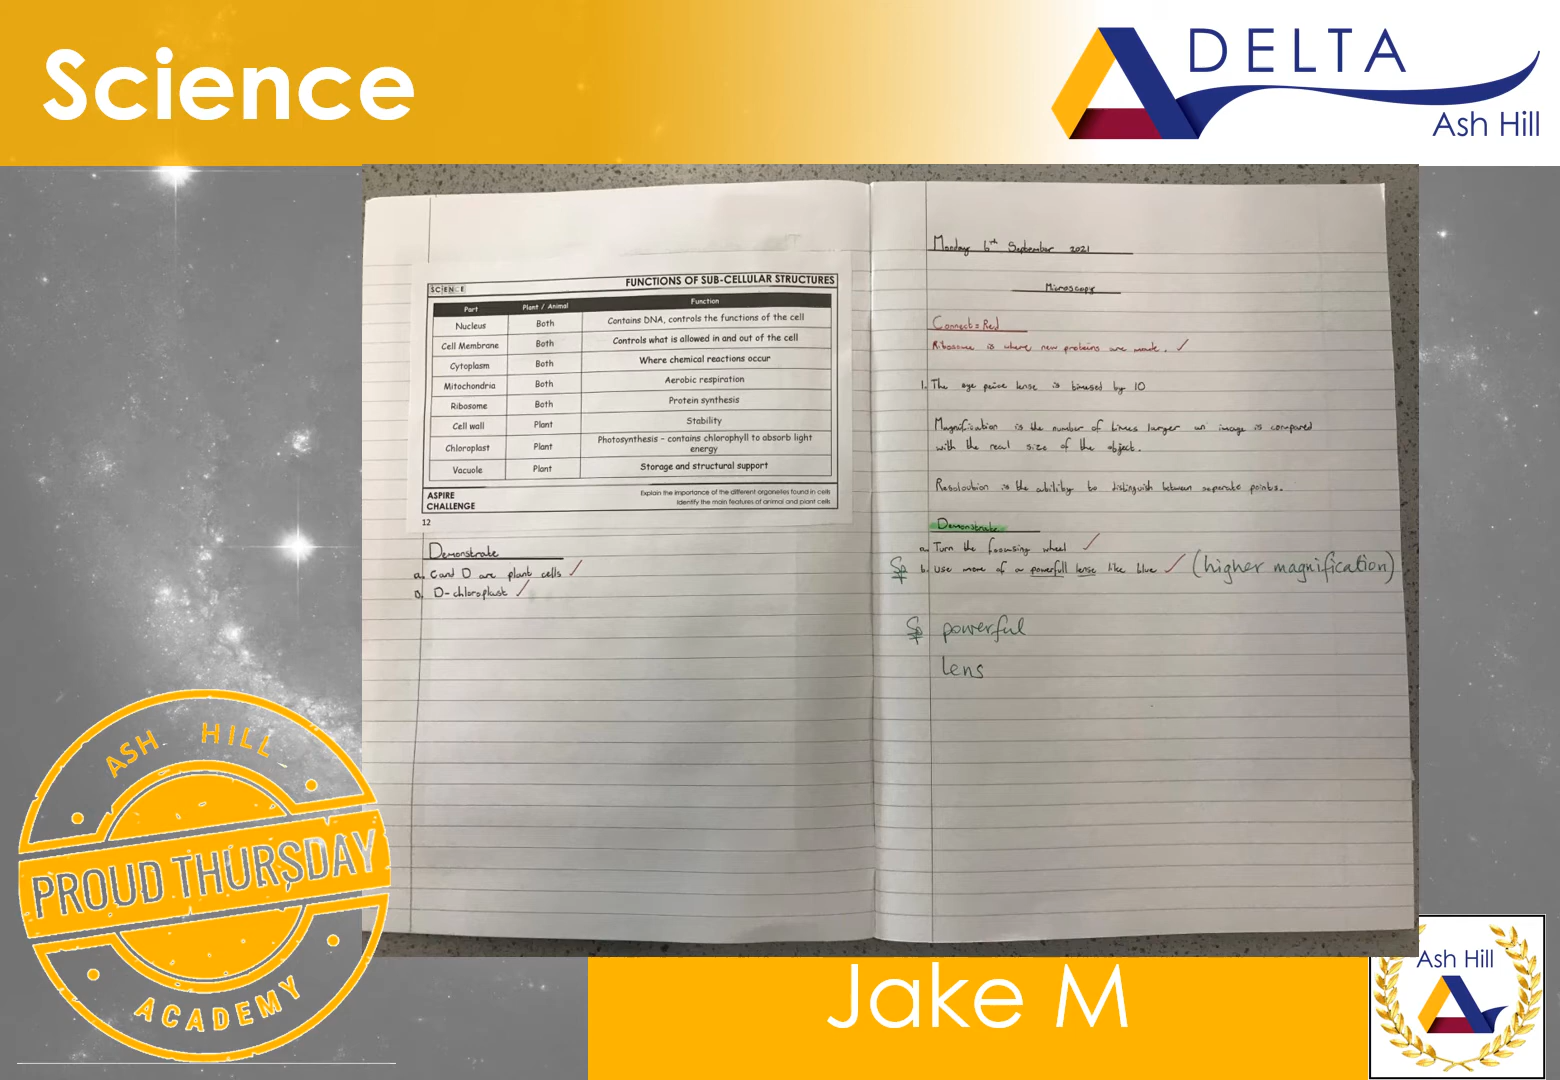 Science
DELTA
Ash Hill
SCIENCE
FUNCTIONS OF SUB-CELLULAR STRUCTURES
Part Plant / Animal Function
Nucleus Both Contains DNA, controls the functions of the cell
Cell Membrane Both Controls what is allowed in and out of the cell
Cytoplasm Both Where chemical reactions occur
Mitochondria Both Aerobic respiration
Ribosome Both Protein synthesis
Cell wall Plant Stability
Chloroplast Plant Photosynthesis - contains chlorophyll to absorb light
energy
Vacuole Plant Storage and structural support
ASPIRE
CHALLENGE
Explain the importance of the different organelles found in cells
Identify the main features of animal and plant cells
12
Demonstrate
a. C and D are plant cells
D - chloroplast
Monday 6th September 2021
Microscopy
Connect = Red
Ribosome is where new proteins are made.
1. The eye peice lense is timesed by 10
Magnification is the number of times larger an image is compared
with the real size of the object.
Resoloution is the ability to distinguish between seperate points.
Demonstrate
a. Turn the focusing wheel
Sp b. Use more of a powerfull lense like blue (higher magnification)
Sp powerful
lens
ASH HILL
PROUD THURSDAY
ACADEMY
Jake M
Ash Hill